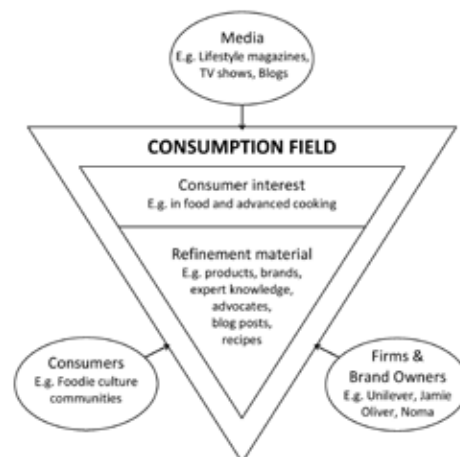 Media
E.g. Lifestyle magazines,
TV shows, Blogs
CONSUMPTION FIELD
Consumer interest
E.g. in food and advanced cooking
Refinement material
E.g. products, brands,
expert knowledge,
advocates,
blog posts,
recipes
Consumers
E.g. Foodie culture
communities
Firms &
Brand Owners
E.g. Unilever, Jamie
Oliver, Noma